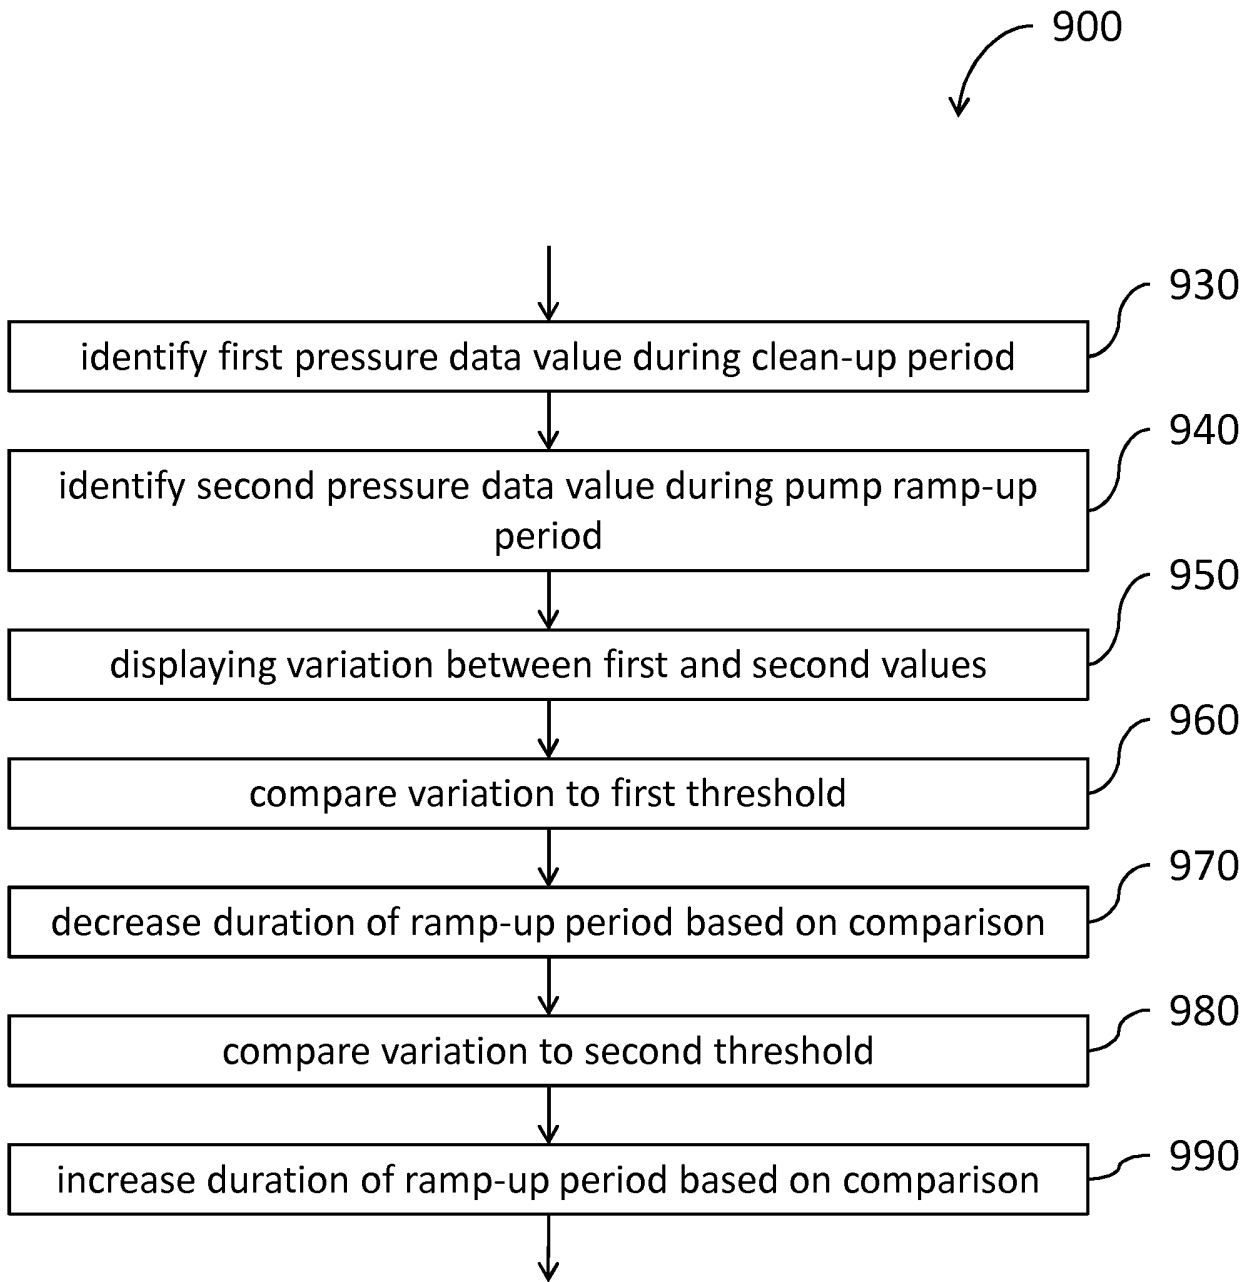 900
930
identify first pressure data value during clean-up period
940
identify second pressure data value during pump ramp-up
period
950
displaying variation between first and second values
960
compare variation to first threshold
970
decrease duration of ramp-up period based on comparison
980
compare variation to second threshold
990
increase duration of ramp-up period based on comparison